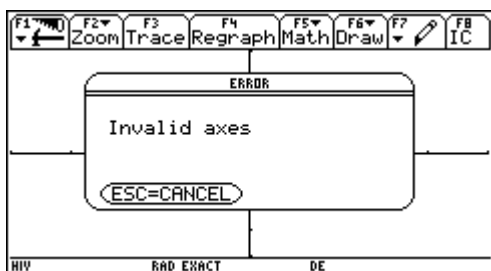 F1 F2 Zoom F3 Trace F4 Regraph F5 Math F6 Draw F7 F8 IC
ERROR
Invalid axes
ESC=CANCEL
HIV RAD EXACT DE